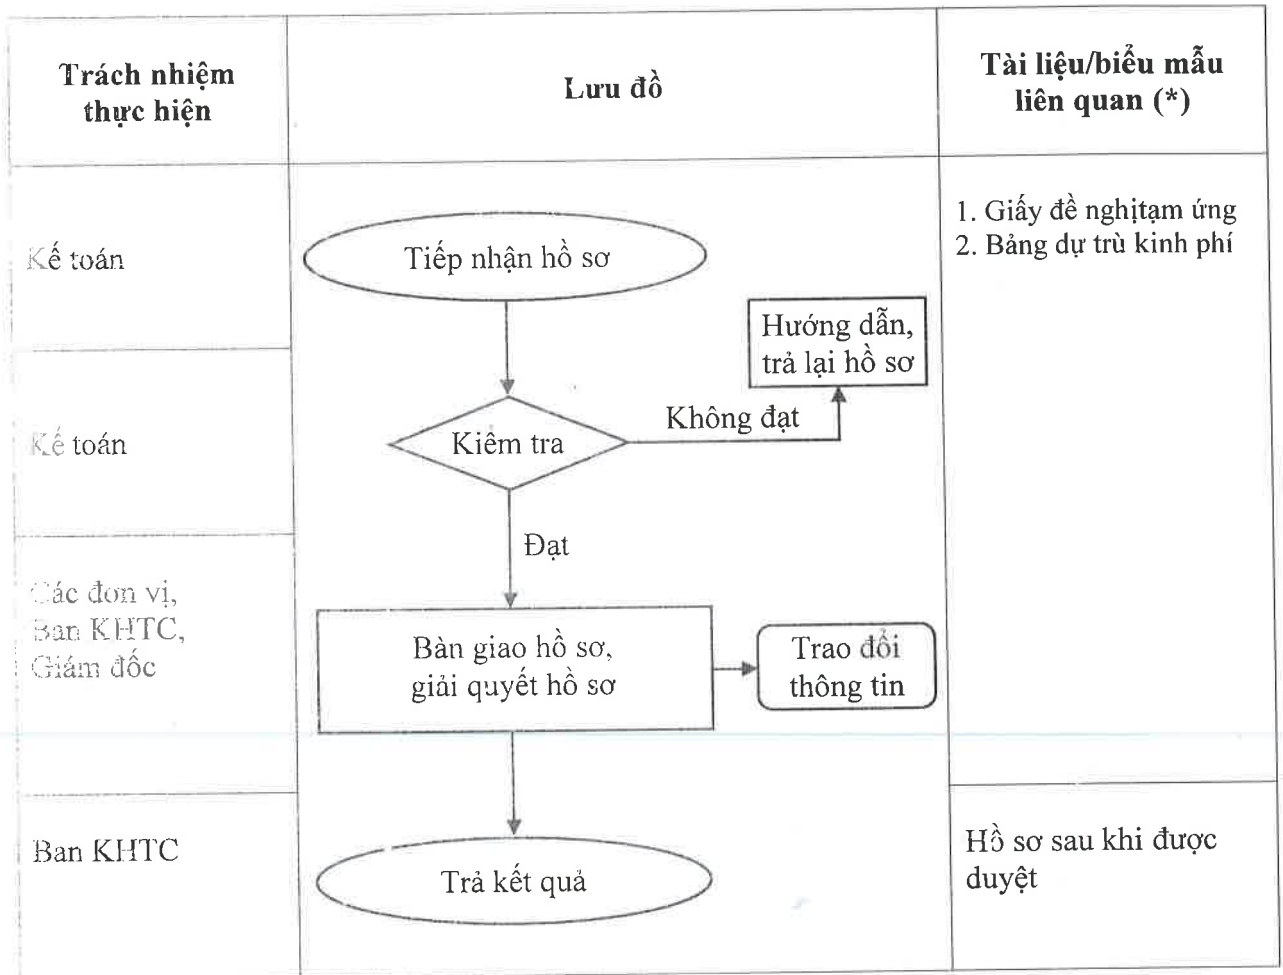 Trách nhiệm
thực hiện
Lưu đồ
Tài liệu/biểu mẫu
liên quan (*)
Kế toán
Tiếp nhận hồ sơ
1. Giấy đề nghịtạm ứng
2. Bảng dự trù kinh phí
Hướng dẫn,
trả lại hồ sơ
Kế toán
Kiểm tra
Không đạt
Đạt
Các đơn vị,
Ban KHTC,
Giám đốc
Bàn giao hồ sơ,
giải quyết hồ sơ
Trao đổi
thông tin
Ban KHTC
Trả kết quả
Hồ sơ sau khi được
duyệt